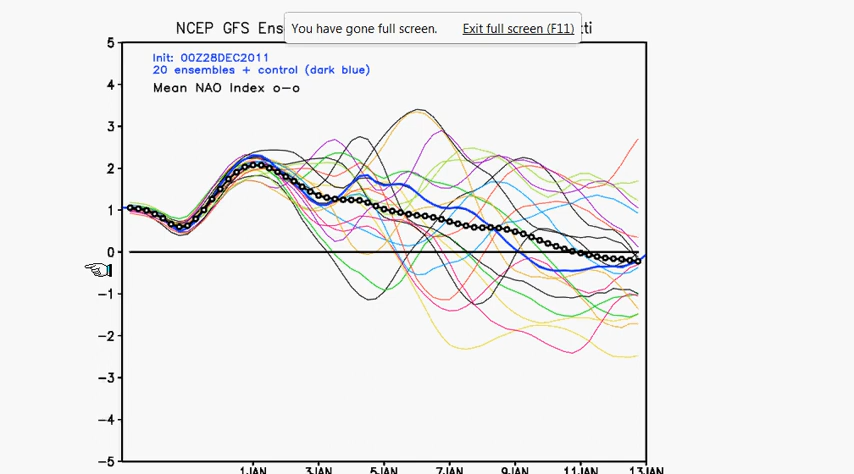 NCEP GFS Ens
You have gone full screen. Exit full screen (F11)
Init: 00Z28DEC2011
20 ensembles + control (dark blue)
Mean NAO Index o—o
5
4
3
2
1
0
−1
−2
−3
−4
−5
1JAN 3JAN 5JAN 7JAN 9JAN 11JAN 13JAN